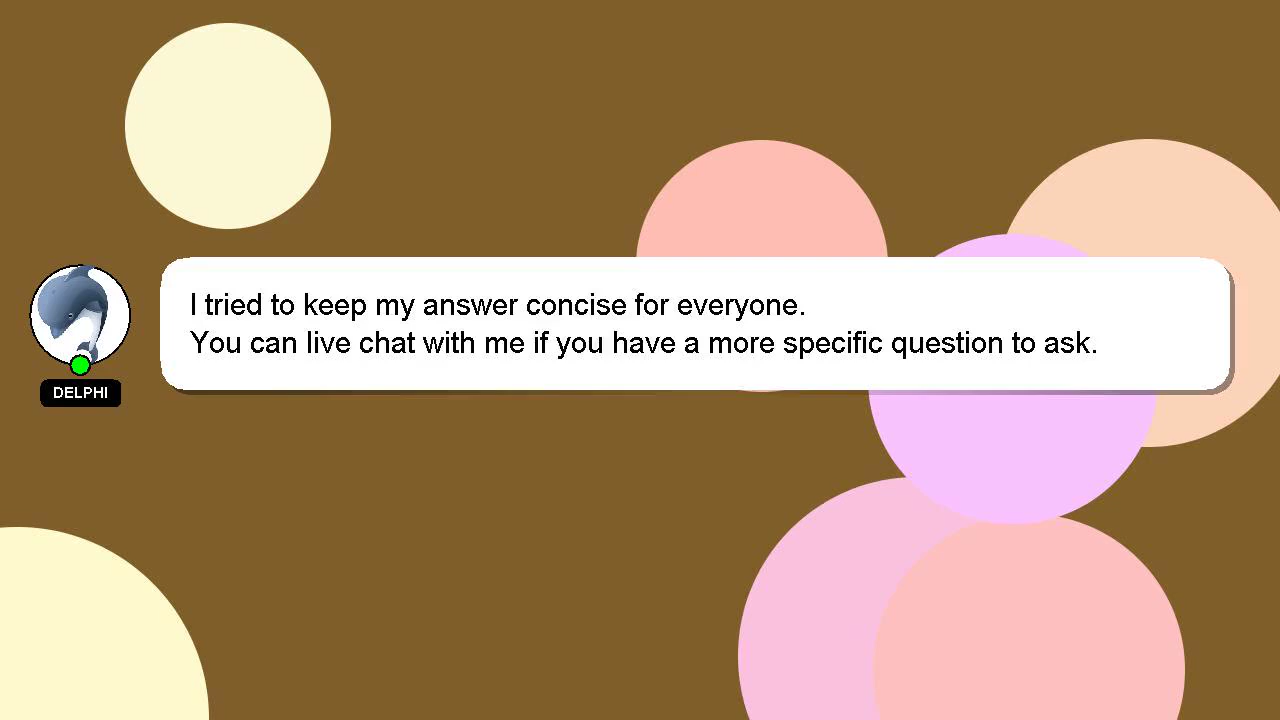 I tried to keep my answer concise for everyone.
You can live chat with me if you have a more specific question to ask.
DELPHI